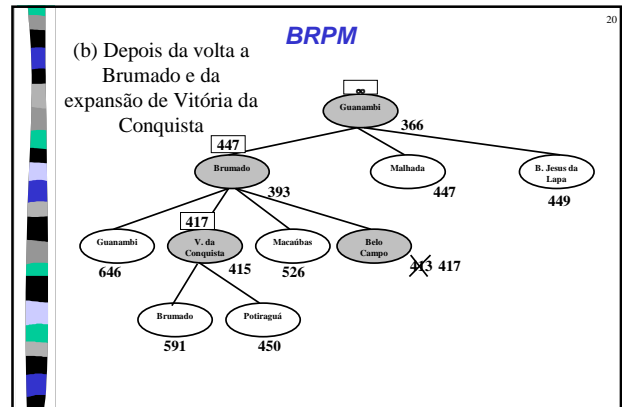 20
BRPM
(b) Depois da volta a
Brumado e da
expansão de Vitória da
Conquista
∞
Guanambi
366
447
Brumado
393
Malhada
447
B. Jesus da
Lapa
449
Guanambi
646
417
V. da
Conquista
415
Macaúbas
526
Belo
Campo
413 417
Brumado
591
Potiraguá
450